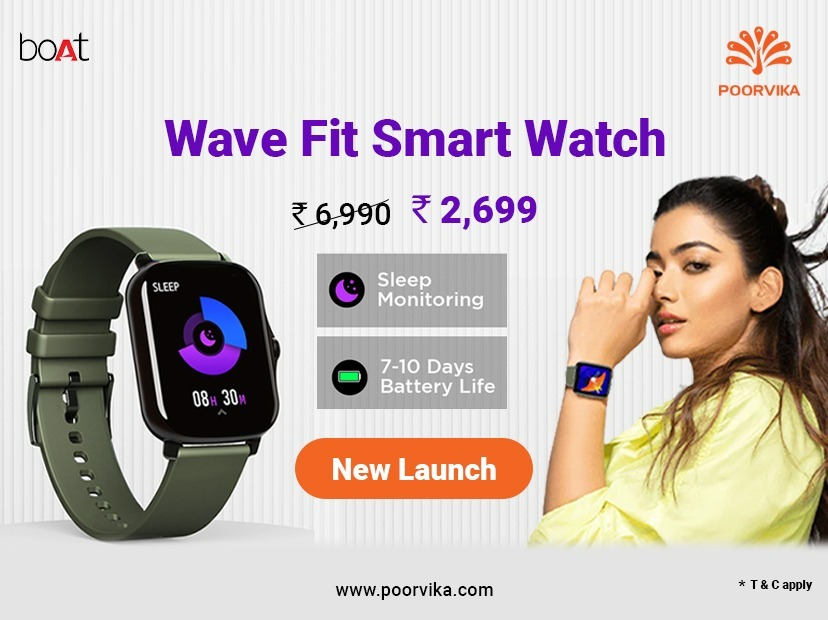 boAt
POORVIKA
Wave Fit Smart Watch
₹ 6,990 ₹ 2,699
SLEEP
08H 30M
Sleep
Monitoring
7-10 Days
Battery Life
New Launch
www.poorvika.com
* T & C apply